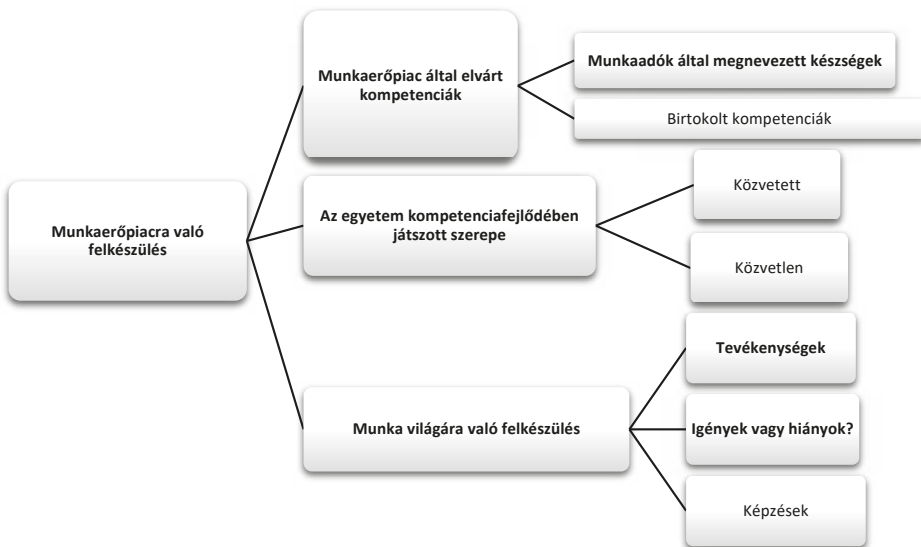 Munkaerőpiacra való
felkészülés
Munkaerőpiac által elvárt
kompetenciák
Munkaadók által megnevezett készségek
Birtokolt kompetenciák
Az egyetem kompetenciafejlődében
játszott szerepe
Közvetett
Közvetlen
Munka világára való felkészülés
Tevékenységek
Igények vagy hiányok?
Képzések